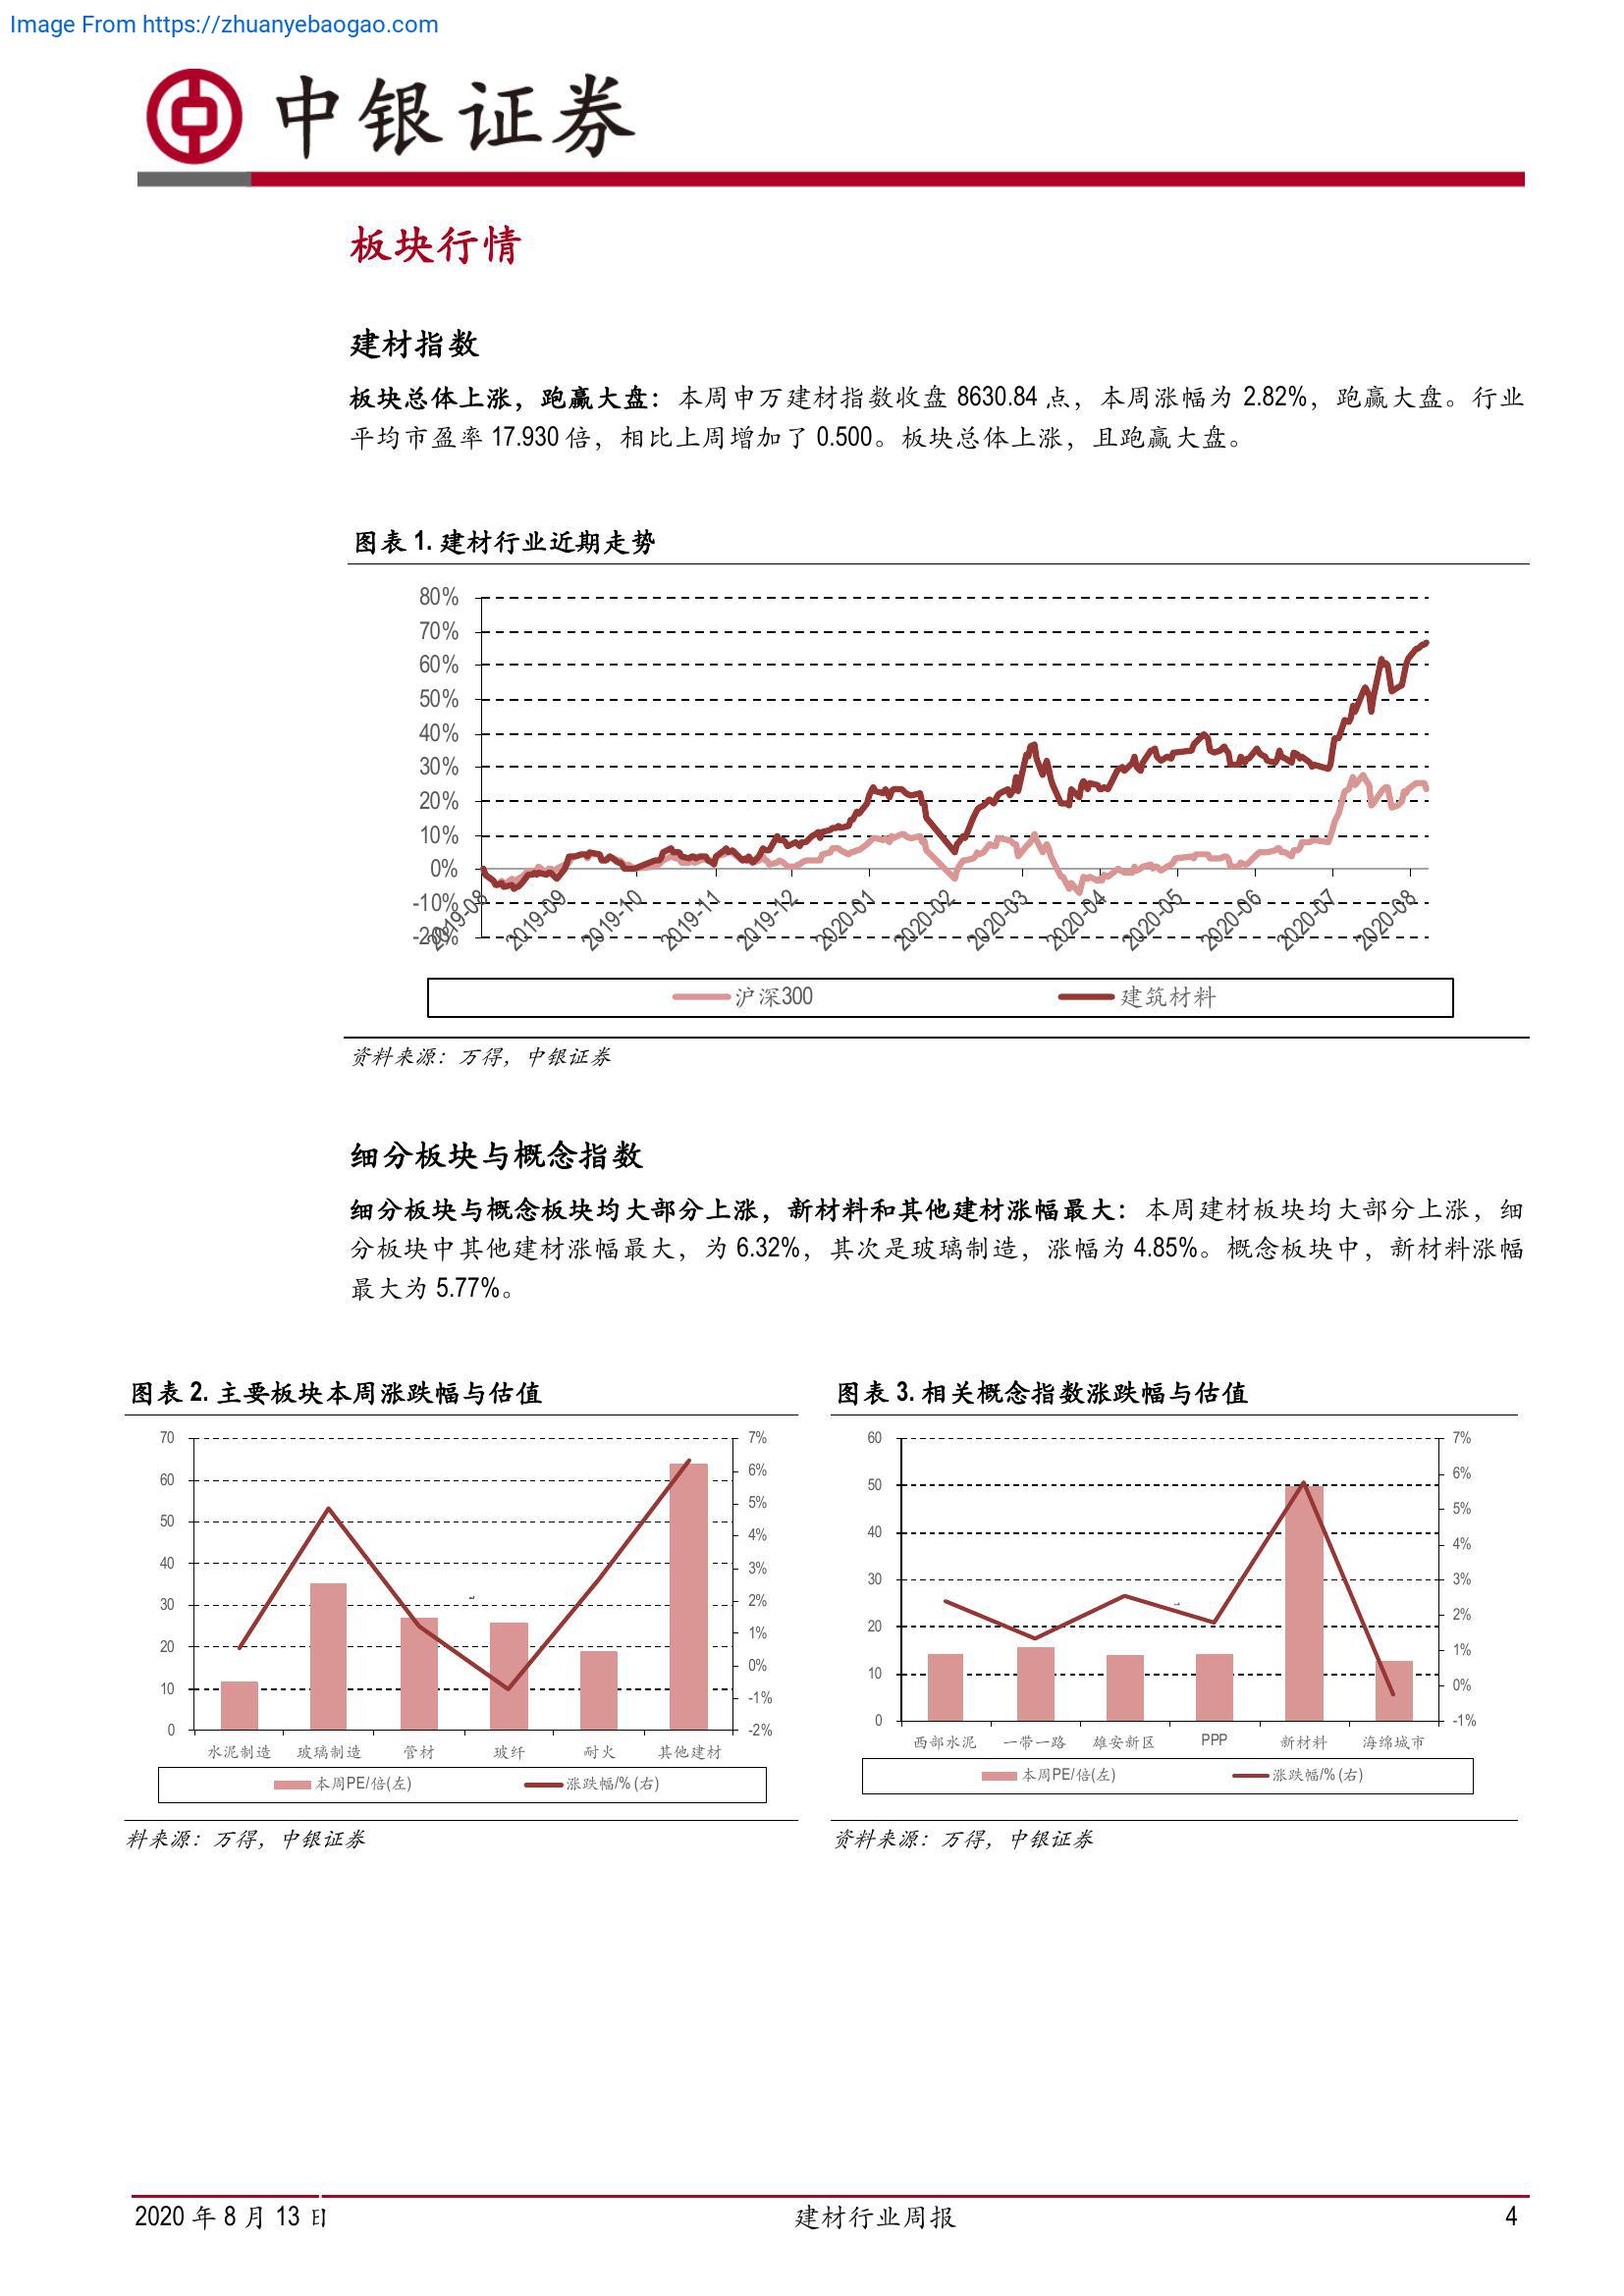 Image From https://zhuanyebaogao.com
中银证券
板块行情
建材指数
板块总体上涨，跑赢大盘：本周申万建材指数收盘 8630.84 点，本周涨幅为 2.82%，跑赢大盘。行业
平均市盈率 17.930 倍，相比上周增加了 0.500。板块总体上涨，且跑赢大盘。
图表 1. 建材行业近期走势
80%
70%
60%
50%
40%
30%
20%
10%
0%
-10%
-20%
2019-08 2019-09 2019-10 2019-11 2019-12 2020-01 2020-02 2020-03 2020-04 2020-05 2020-06 2020-07 2020-08
沪深300 建筑材料
资料来源：万得，中银证券
细分板块与概念指数
细分板块与概念板块均大部分上涨，新材料和其他建材涨幅最大：本周建材板块均大部分上涨，细
分板块中其他建材涨幅最大，为 6.32%，其次是玻璃制造，涨幅为 4.85%。概念板块中，新材料涨幅
最大为 5.77%。
图表 2. 主要板块本周涨跌幅与估值
70
60
50
40
30
20
10
0
7%
6%
5%
4%
3%
2%
1%
0%
-1%
-2%
水泥制造 玻璃制造 管材 玻纤 耐火 其他建材
本周PE/倍(左) 涨跌幅/% (右)
料来源：万得，中银证券
图表 3. 相关概念指数涨跌幅与估值
60
50
40
30
20
10
0
7%
6%
5%
4%
3%
2%
1%
0%
-1%
西部水泥 一带一路 雄安新区 PPP 新材料 海绵城市
本周PE/倍(左) 涨跌幅/% (右)
资料来源：万得，中银证券
2020 年 8 月 13 日 建材行业周报 4